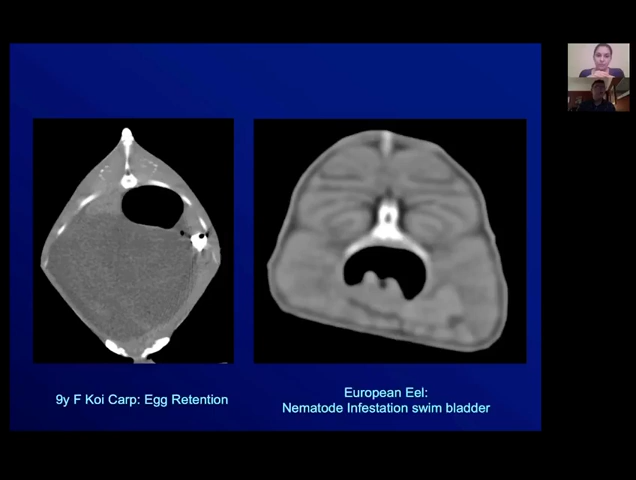 9y F Koi Carp: Egg Retention
European Eel:
Nematode Infestation swim bladder